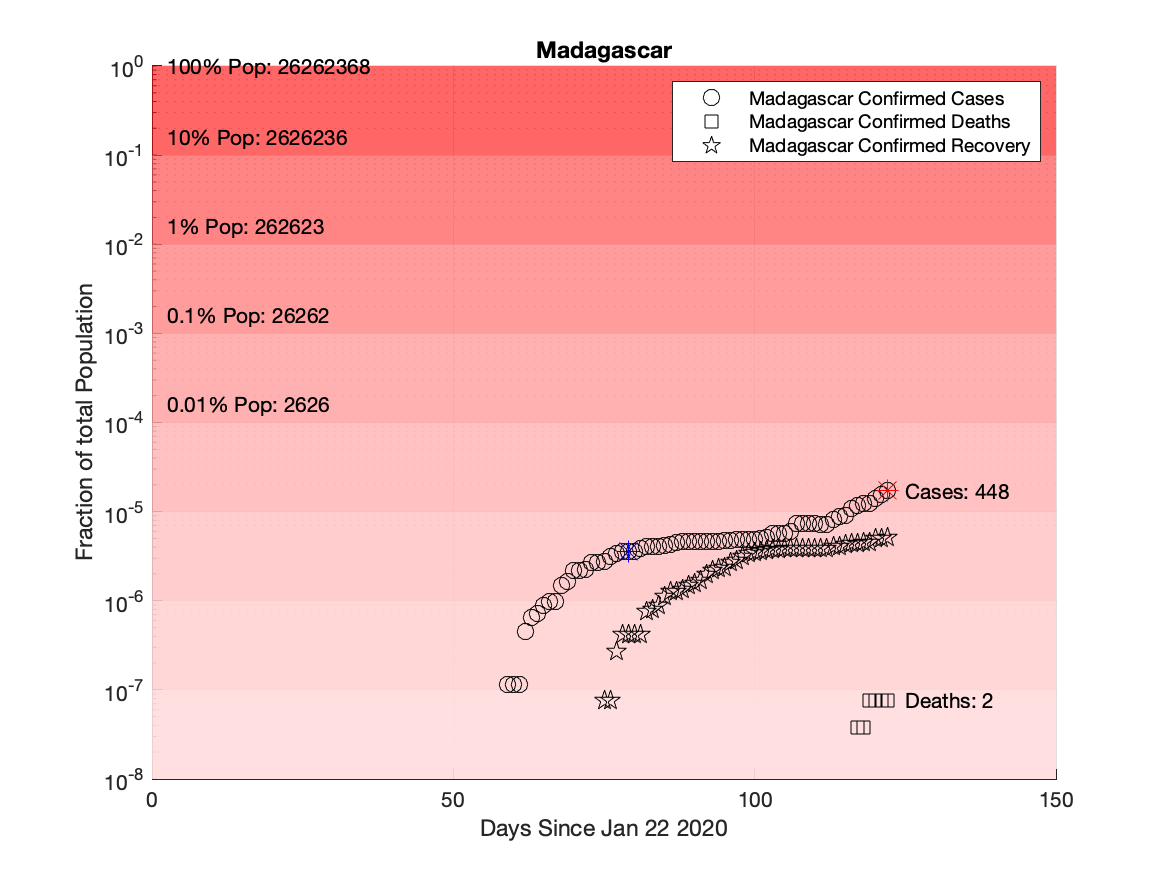 Madagascar
10^0
100% Pop: 26262368
Madagascar Confirmed Cases
Madagascar Confirmed Deaths
Madagascar Confirmed Recovery
10% Pop: 2626236
10^-1
1% Pop: 262623
10^-2
0.1% Pop: 26262
10^-3
0.01% Pop: 2626
10^-4
Cases: 448
10^-5
10^-6
10^-7
Deaths: 2
10^-8
Fraction of total Population
0 50 100 150
Days Since Jan 22 2020